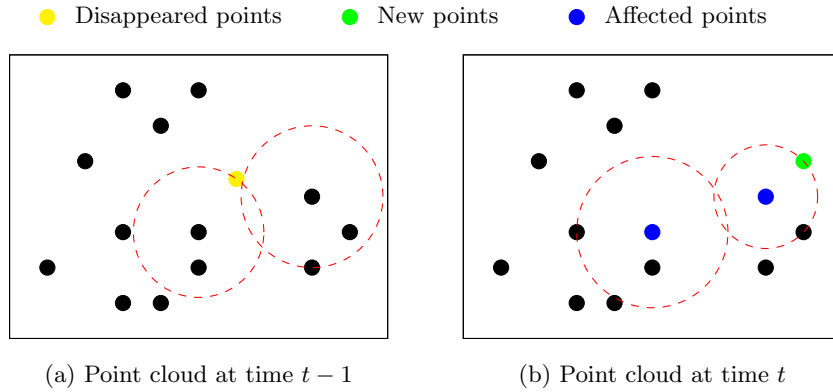 Disappeared points New points Affected points
(a) Point cloud at time t − 1 (b) Point cloud at time t